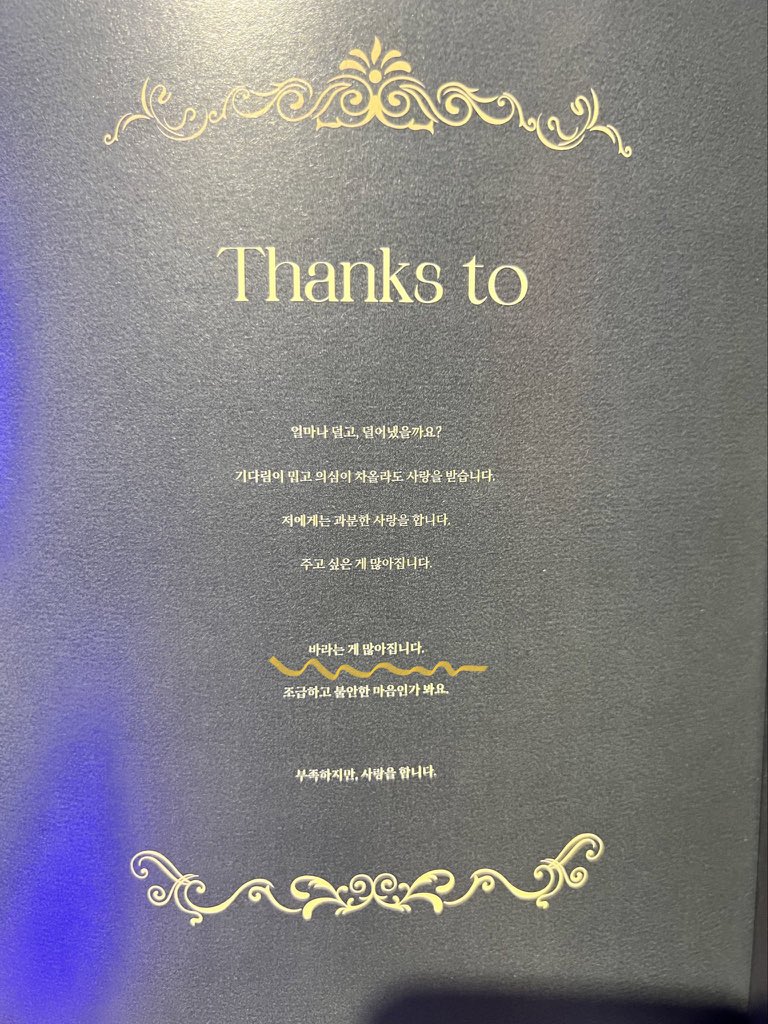 Thanks to
얼마나 덜고, 덜어냈을까요?
기다림이 밉고 의심이 차올라도 사랑을 받습니다.
저에게는 과분한 사랑을 합니다.
주고 싶은 게 많아집니다.
바라는 게 많아집니다.
조급하고 불안한 마음인가 봐요.
부족하지만, 사랑을 합니다.